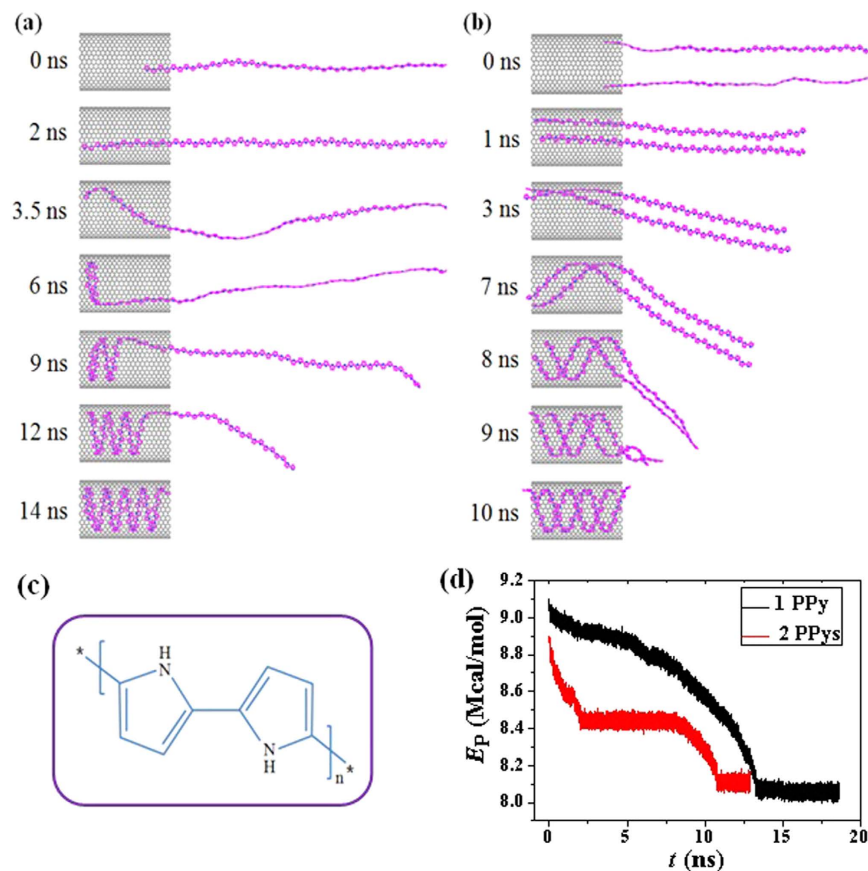 (a)
0 ns
2 ns
3.5 ns
6 ns
9 ns
12 ns
14 ns
(b)
0 ns
1 ns
3 ns
7 ns
8 ns
9 ns
10 ns
(c)
*
H
N
N
H
n
*
(d)
9.2
9.0
8.8
8.6
8.4
8.2
8.0
E_P (Mcal/mol)
1 PPy
2 PPys
0 5 10 15 20
t (ns)